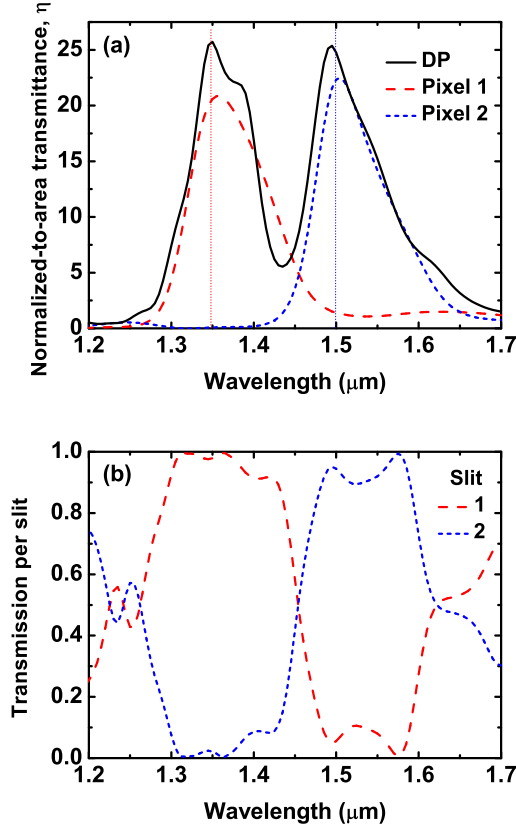 Normalized-to-area transmittance, η
(a)
DP
Pixel 1
Pixel 2
25
20
15
10
5
0
1.2 1.3 1.4 1.5 1.6 1.7
Wavelength (μm)
Transmission per slit
(b)
Slit
1
2
1.0
0.8
0.6
0.4
0.2
0.0
1.2 1.3 1.4 1.5 1.6 1.7
Wavelength (μm)